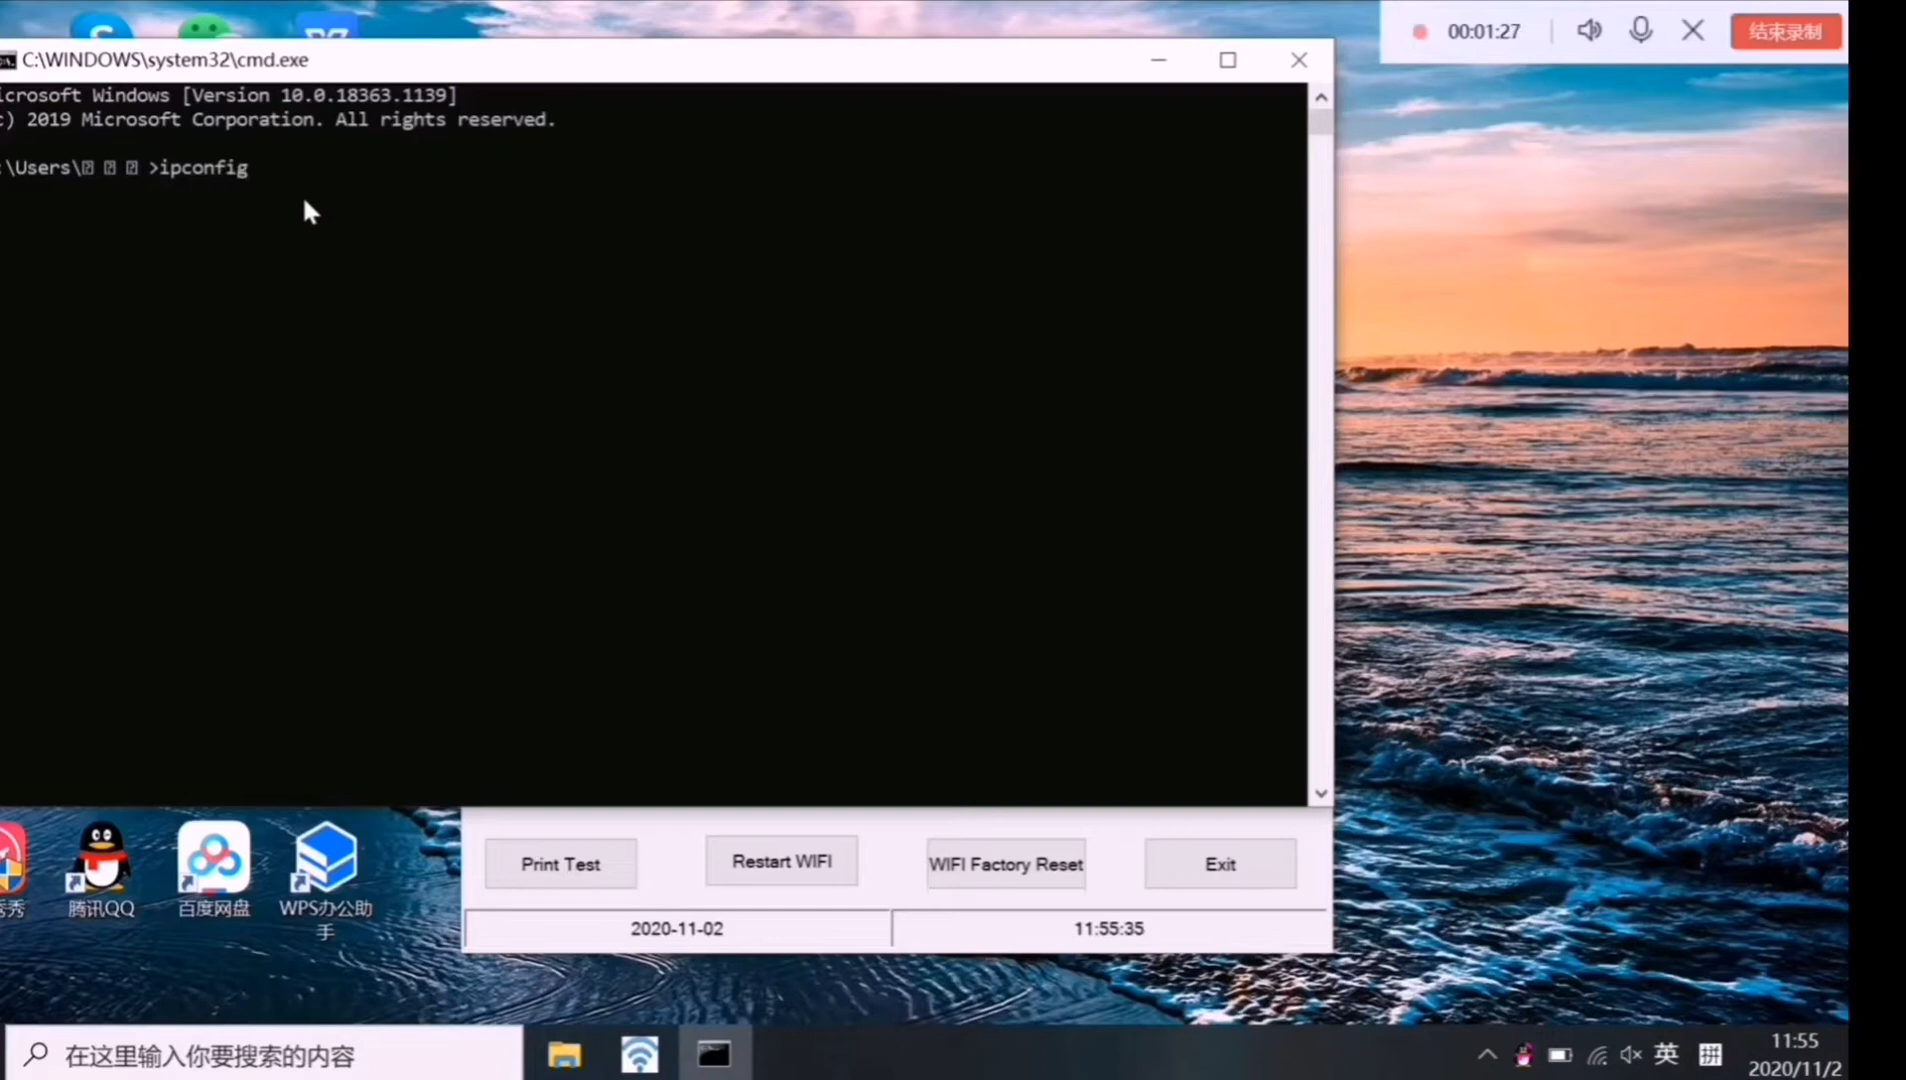 00:01:27
结束录制
C:\WINDOWS\system32\cmd.exe
icrosoft Windows [Version 10.0.18363.1139]
c) 2019 Microsoft Corporation. All rights reserved.
:\Users\ >ipconfig
秀秀
腾讯QQ
百度网盘
WPS办公助
手
Print Test
Restart WIFI
WIFI Factory Reset
Exit
2020-11-02
11:55:35
在这里输入你要搜索的内容
英
拼
11:55
2020/11/2